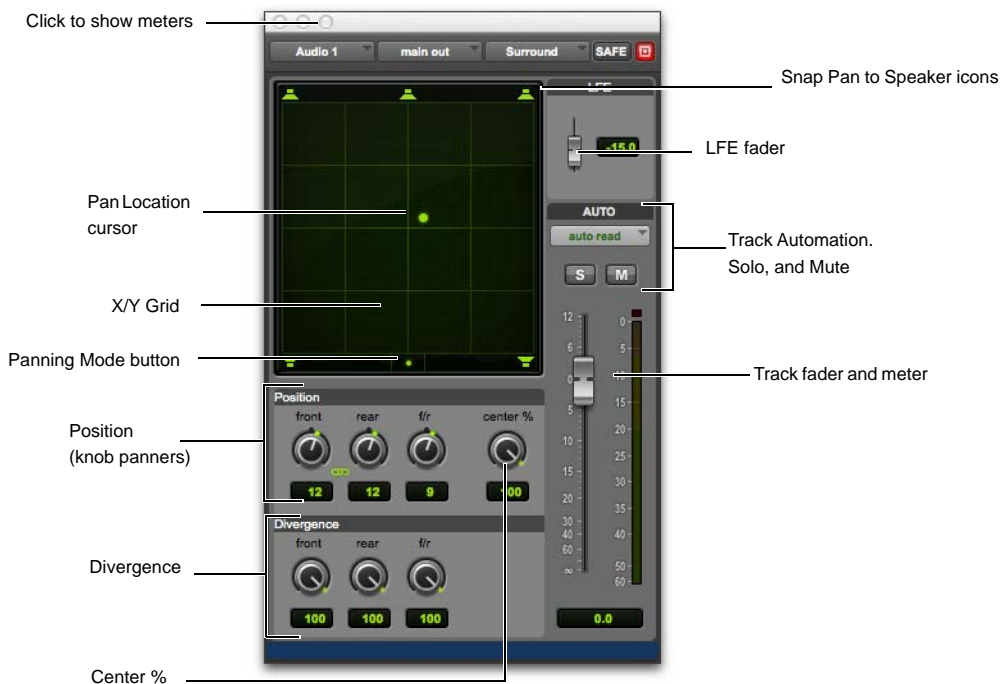 Click to show meters
Audio 1 main out Surround SAFE
Snap Pan to Speaker icons
LFE
-15.0
LFE fader
Pan Location
cursor
AUTO
auto read
Track Automation.
Solo, and Mute
S M
X/Y Grid
Panning Mode button
12
6
0
5
10
15
20
30
40
60
∞
0
5
10
15
20
25
30
35
40
50
60
Track fader and meter
Position
front rear f/r center %
12 12 9 100
Position
(knob panners)
Divergence
front rear f/r
100 100 100
Divergence
0.0
Center %